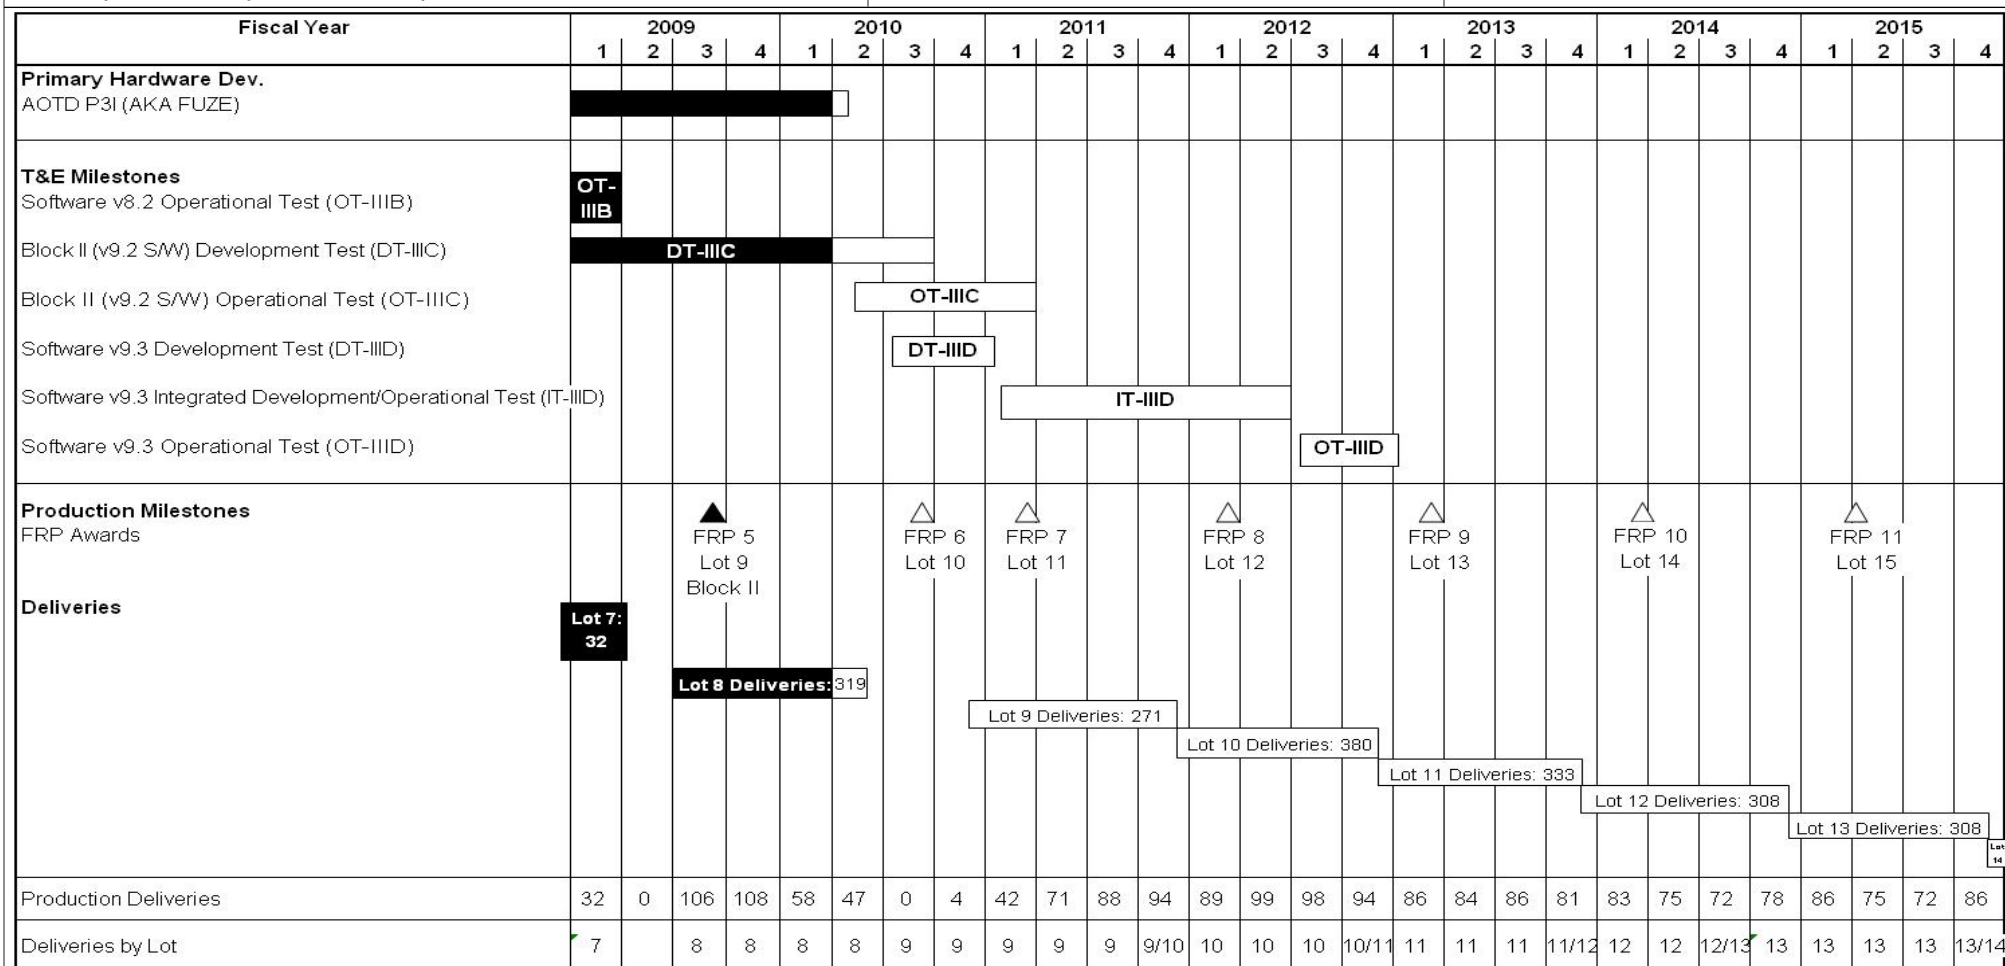 Fiscal Year 2009 2010 2011 2012 2013 2014 2015
1 2 3 4 1 2 3 4 1 2 3 4 1 2 3 4 1 2 3 4 1 2 3 4 1 2 3 4
Primary Hardware Dev.
AOTD P3I (AKA FUZE)
T&E Milestones
Software v8.2 Operational Test (OT-IIIB)
OT-
IIIB
Block II (v9.2 S/W) Development Test (DT-IIIC)
DT-IIIC
Block II (v9.2 S/W) Operational Test (OT-IIIC)
OT-IIIC
Software v9.3 Development Test (DT-IIID)
DT-IIID
Software v9.3 Integrated Development/Operational Test (IT-IIID)
IT-IIID
Software v9.3 Operational Test (OT-IIID)
OT-IIID
Production Milestones
FRP Awards
FRP 5
Lot 9
Block II
FRP 6
Lot 10
FRP 7
Lot 11
FRP 8
Lot 12
FRP 9
Lot 13
FRP 10
Lot 14
FRP 11
Lot 15
Deliveries
Lot 7:
32
Lot 8 Deliveries: 319
Lot 9 Deliveries: 271
Lot 10 Deliveries: 380
Lot 11 Deliveries: 333
Lot 12 Deliveries: 308
Lot 13 Deliveries: 308
Lot
14
Production Deliveries 32 0 106 108 58 47 0 4 42 71 88 94 89 99 98 94 86 84 86 81 83 75 72 78 86 75 72 86
Deliveries by Lot 7 8 8 8 8 9 9 9 9 9 9/10 10 10 10 10/11 11 11 11 11/12 12 12 12/13 13 13 13 13 13/14